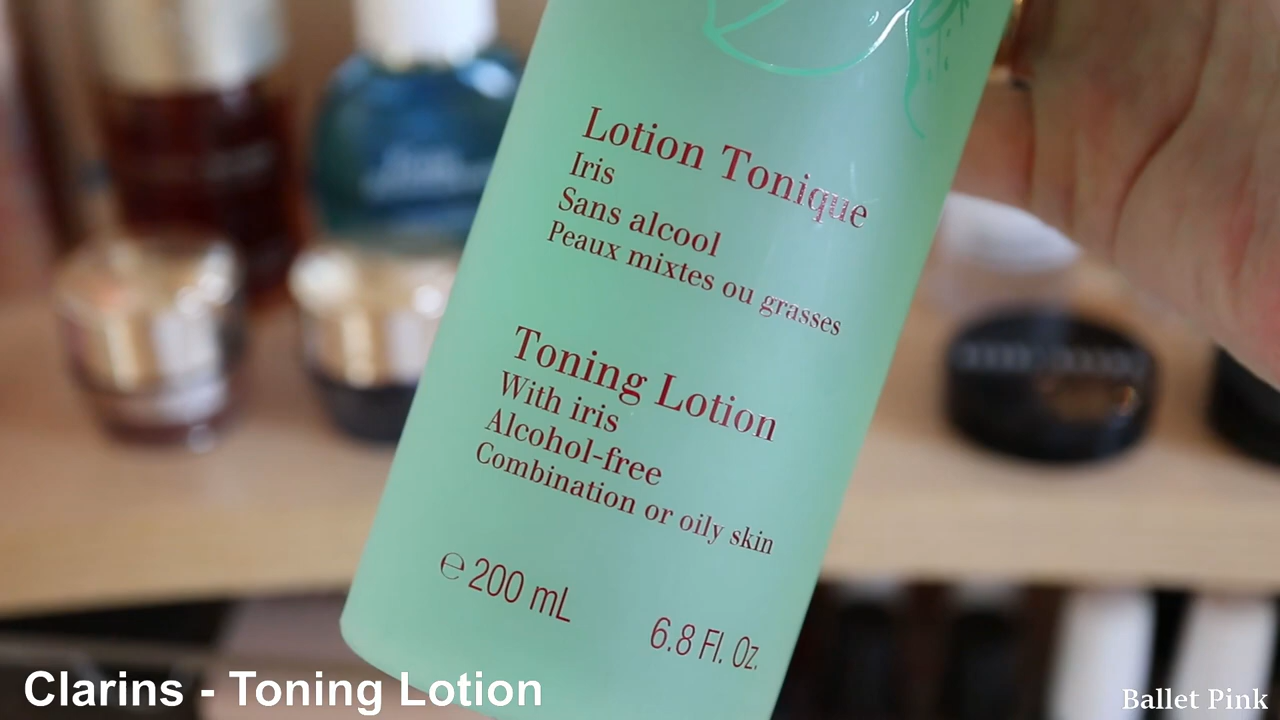 Lotion Tonique
Iris
Sans alcool
Peaux mixtes ou grasses
Toning Lotion
With iris
Alcohol-free
Combination or oily skin
℮ 200 mL
6.8 Fl. Oz.
Clarins - Toning Lotion
Ballet Pink